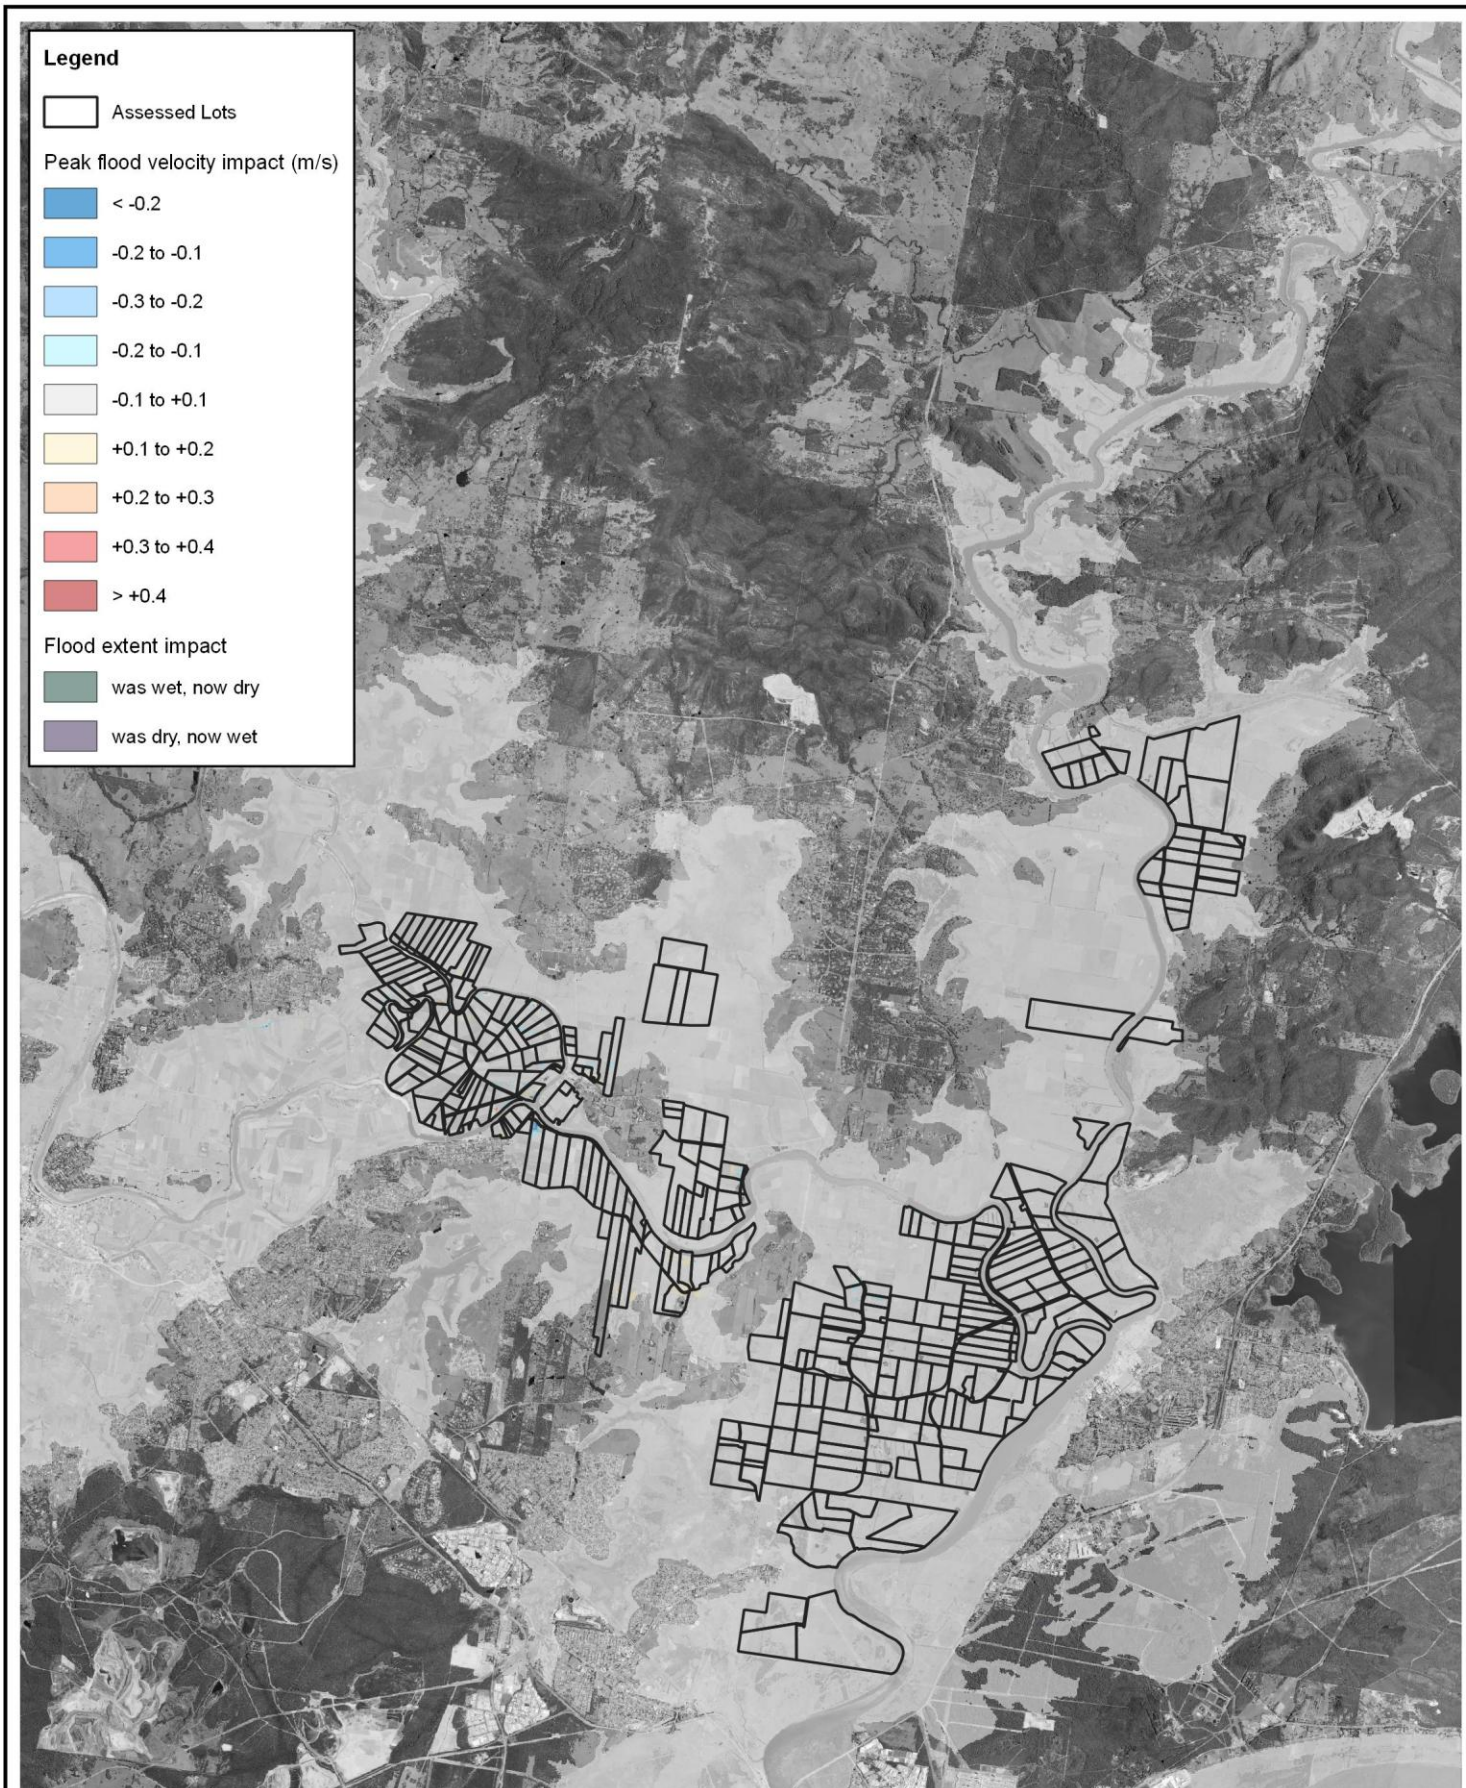 Legend
Assessed Lots
Peak flood velocity impact (m/s)
< -0.2
-0.2 to -0.1
-0.3 to -0.2
-0.2 to -0.1
-0.1 to +0.1
+0.1 to +0.2
+0.2 to +0.3
+0.3 to +0.4
> +0.4
Flood extent impact
was wet, now dry
was dry, now wet